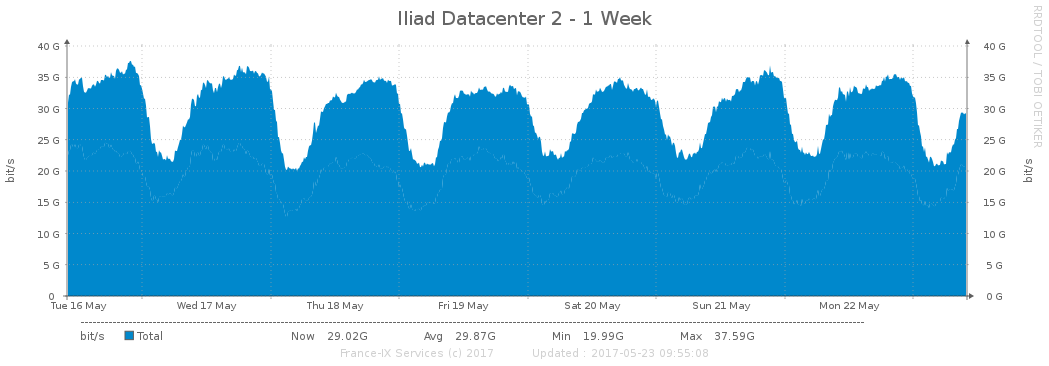 Iliad Datacenter 2 - 1 Week
RRDTOOL / TOBI OETIKER
40 G 40 G
35 G 35 G
30 G 30 G
25 G 25 G
20 G 20 G
15 G 15 G
10 G 10 G
5 G 5 G
0 0 G
bit/s
bit/s
Tue 16 May Wed 17 May Thu 18 May Fri 19 May Sat 20 May Sun 21 May Mon 22 May
bit/s Total Now 29.02G Avg 29.87G Min 19.99G Max 37.59G
France-IX Services (c) 2017 Updated : 2017-05-23 09:55:08